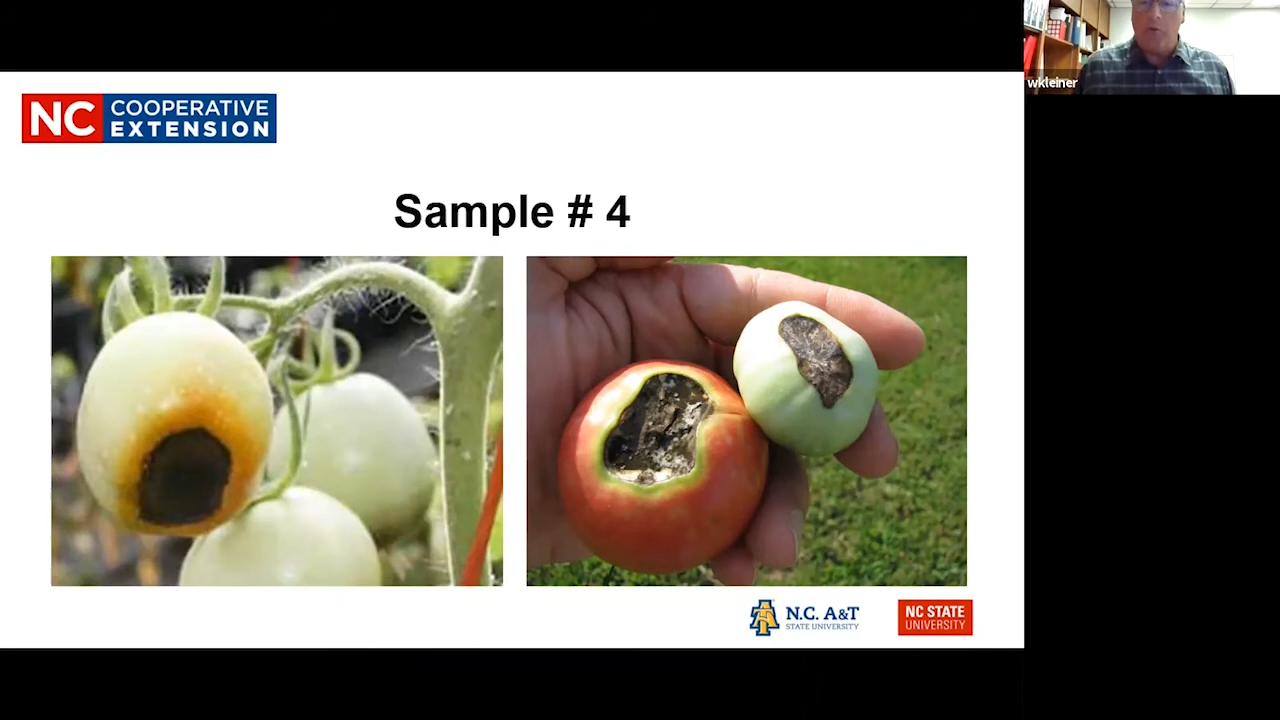 NC COOPERATIVE
EXTENSION
Sample # 4
N.C. A&T
STATE UNIVERSITY
NC STATE
UNIVERSITY
wkleiner